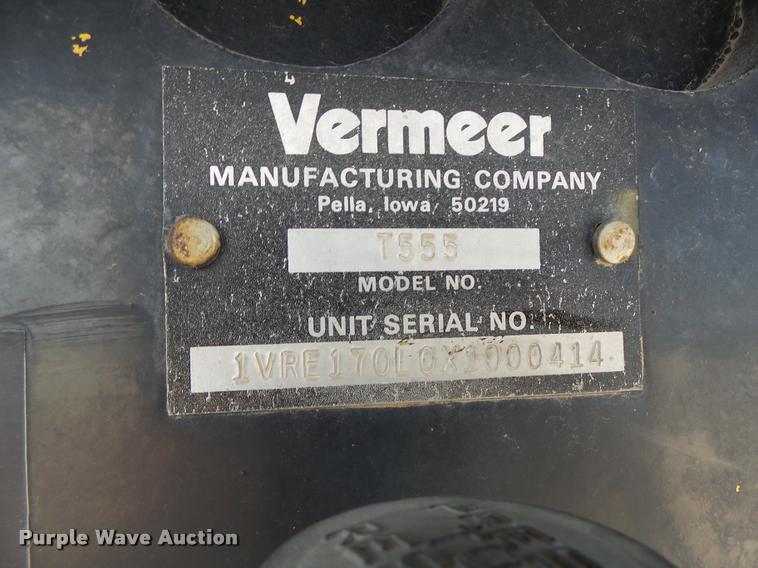 Vermeer
MANUFACTURING COMPANY
Pella, Iowa 50219
T555
MODEL NO.
UNIT SERIAL NO.
1VRE170L0X1000414
Purple Wave Auction